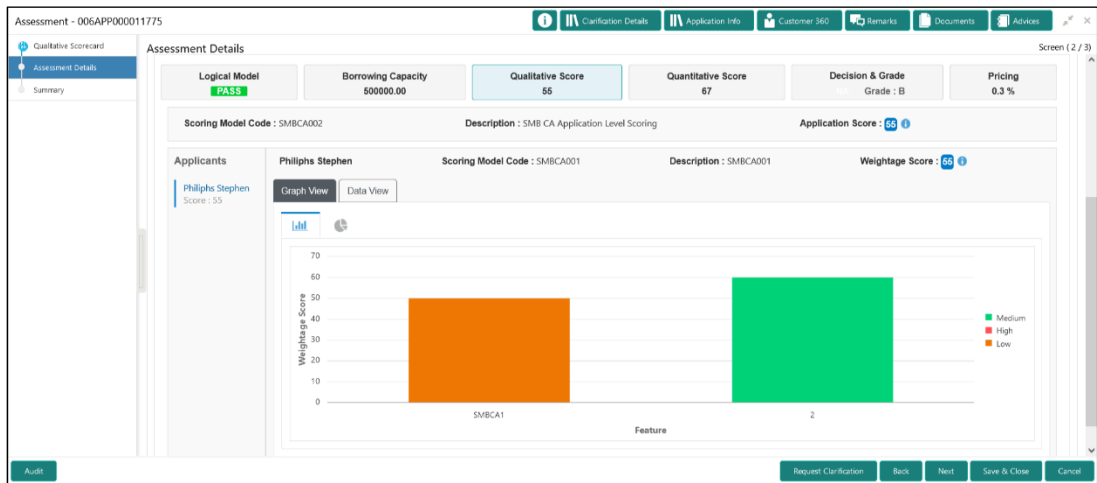 Assessment - 006APP000011775
Clarification Details
Application Info
Customer 360
Remarks
Documents
Advices
Qualitative Scorecard
Assessment Details
Summary
Assessment Details
Screen ( 2 / 3)
Logical Model
PASS
Borrowing Capacity
500000.00
Qualitative Score
55
Quantitative Score
67
Decision & Grade
Grade : B
Pricing
0.3 %
Scoring Model Code : SMBCA002 Description : SMB CA Application Level Scoring Application Score : 55
Applicants
Philiphs Stephen
Score : 55
Philiphs Stephen Scoring Model Code : SMBCA001 Description : SMBCA001 Weightage Score : 55
Graph View
Data View
70
60
50
40
30
20
10
0
Weightage Score
SMBCA1
2
Feature
Medium
High
Low
Audit
Request Clarification
Back
Next
Save & Close
Cancel